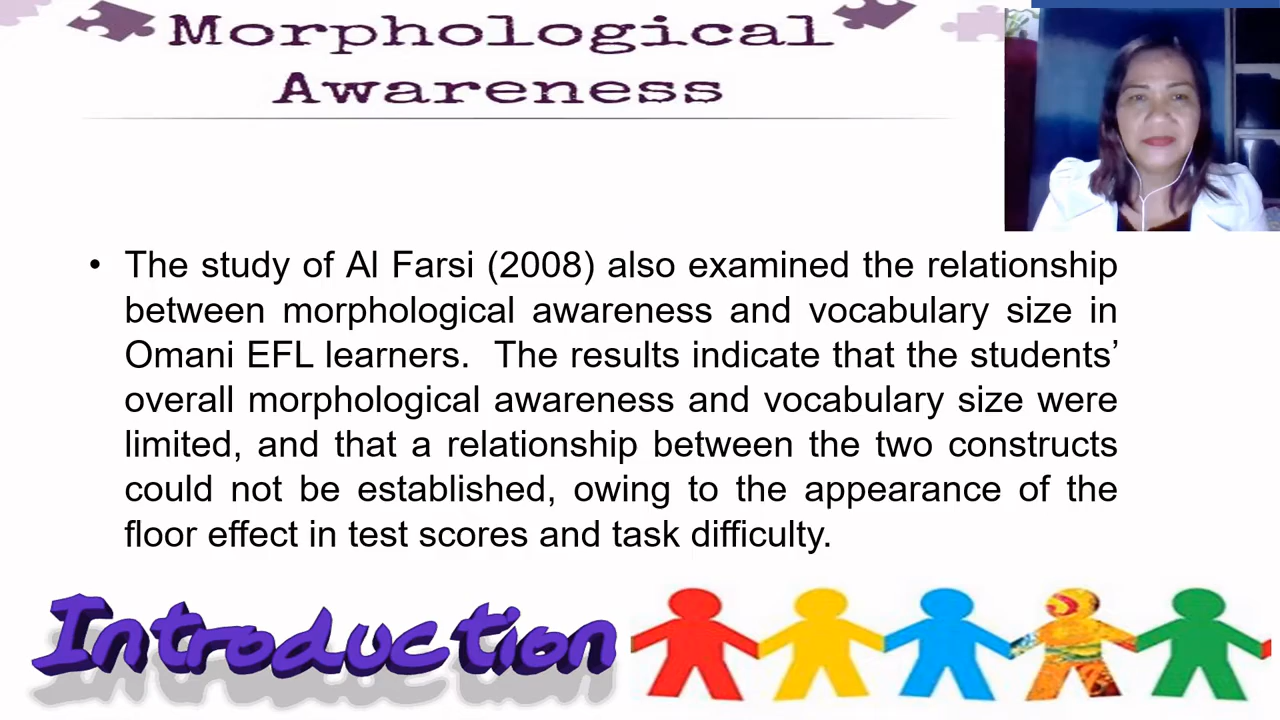 Morphological
Awareness
• The study of Al Farsi (2008) also examined the relationship
between morphological awareness and vocabulary size in
Omani EFL learners.  The results indicate that the students’
overall morphological awareness and vocabulary size were
limited, and that a relationship between the two constructs
could not be established, owing to the appearance of the
floor effect in test scores and task difficulty.
Introduction